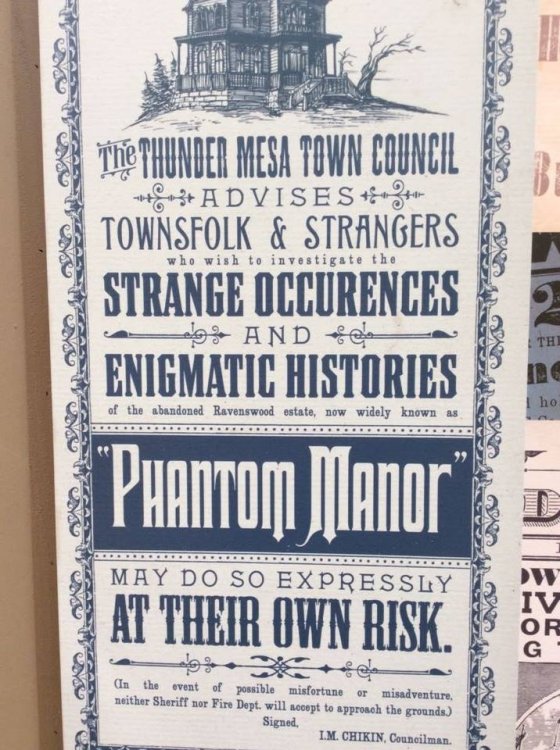 The THUNDER MESA TOWN COUNCIL
ADVISES
TOWNSFOLK & STRANGERS
who wish to investigate the
STRANGE OCCURENCES
AND
ENIGMATIC HISTORIES
of the abandoned Ravenswood estate, now widely known as
"PHANTOM MANOR"
MAY DO SO EXPRESSLY
AT THEIR OWN RISK.
(In the event of possible misfortune or misadventure,
neither Sheriff nor Fire Dept. will accept to approach the grounds.)
Signed,
I.M. CHIKIN, Councilman.